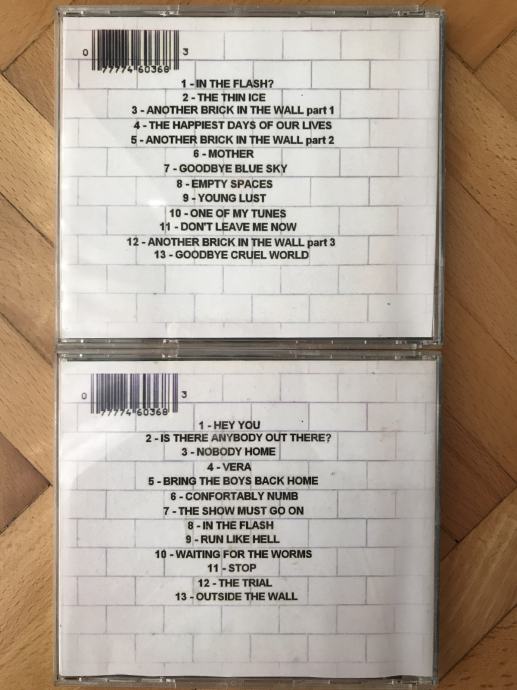 0 77774 60368 3
1 - IN THE FLASH?
2 - THE THIN ICE
3 - ANOTHER BRICK IN THE WALL part 1
4 - THE HAPPIEST DAYS OF OUR LIVES
5 - ANOTHER BRICK IN THE WALL part 2
6 - MOTHER
7 - GOODBYE BLUE SKY
8 - EMPTY SPACES
9 - YOUNG LUST
10 - ONE OF MY TUNES
11 - DON'T LEAVE ME NOW
12 - ANOTHER BRICK IN THE WALL part 3
13 - GOODBYE CRUEL WORLD
0 77774 60368 3
1 - HEY YOU
2 - IS THERE ANYBODY OUT THERE?
3 - NOBODY HOME
4 - VERA
5 - BRING THE BOYS BACK HOME
6 - CONFORTABLY NUMB
7 - THE SHOW MUST GO ON
8 - IN THE FLASH
9 - RUN LIKE HELL
10 - WAITING FOR THE WORMS
11 - STOP
12 - THE TRIAL
13 - OUTSIDE THE WALL